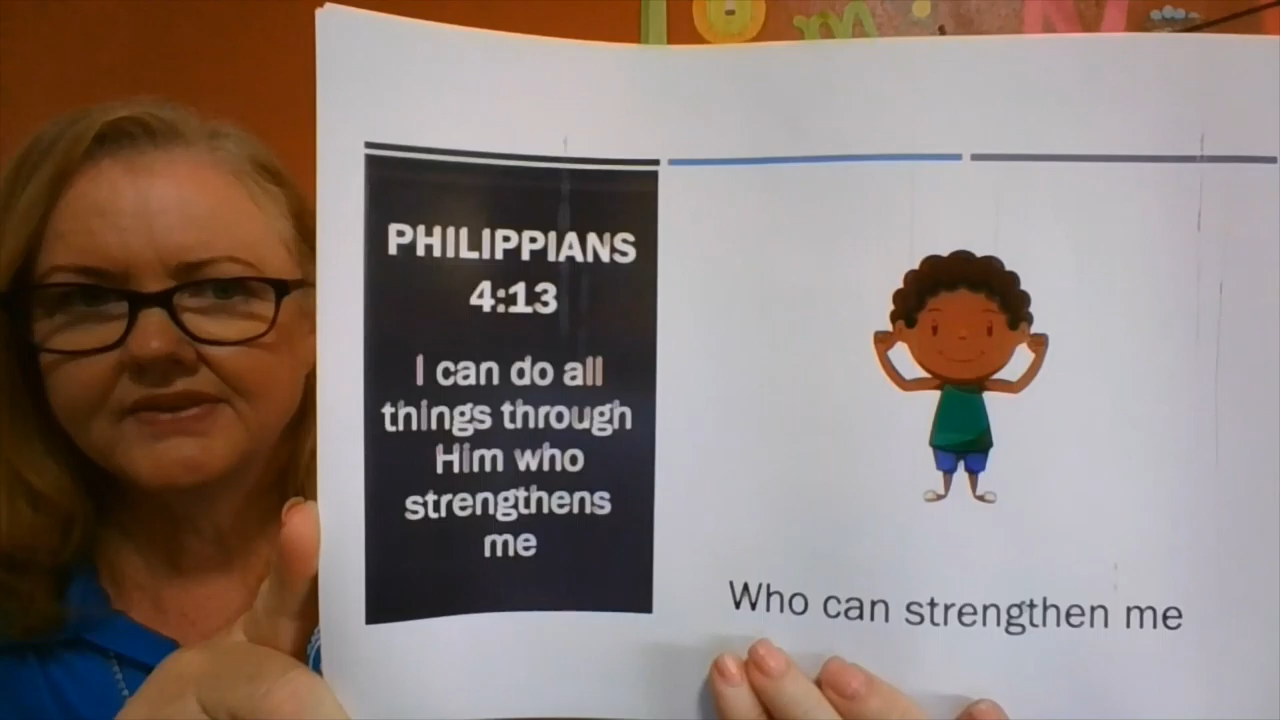 PHILIPPIANS
4:13
I can do all
things through
Him who
strengthens
me
Who can strengthen me